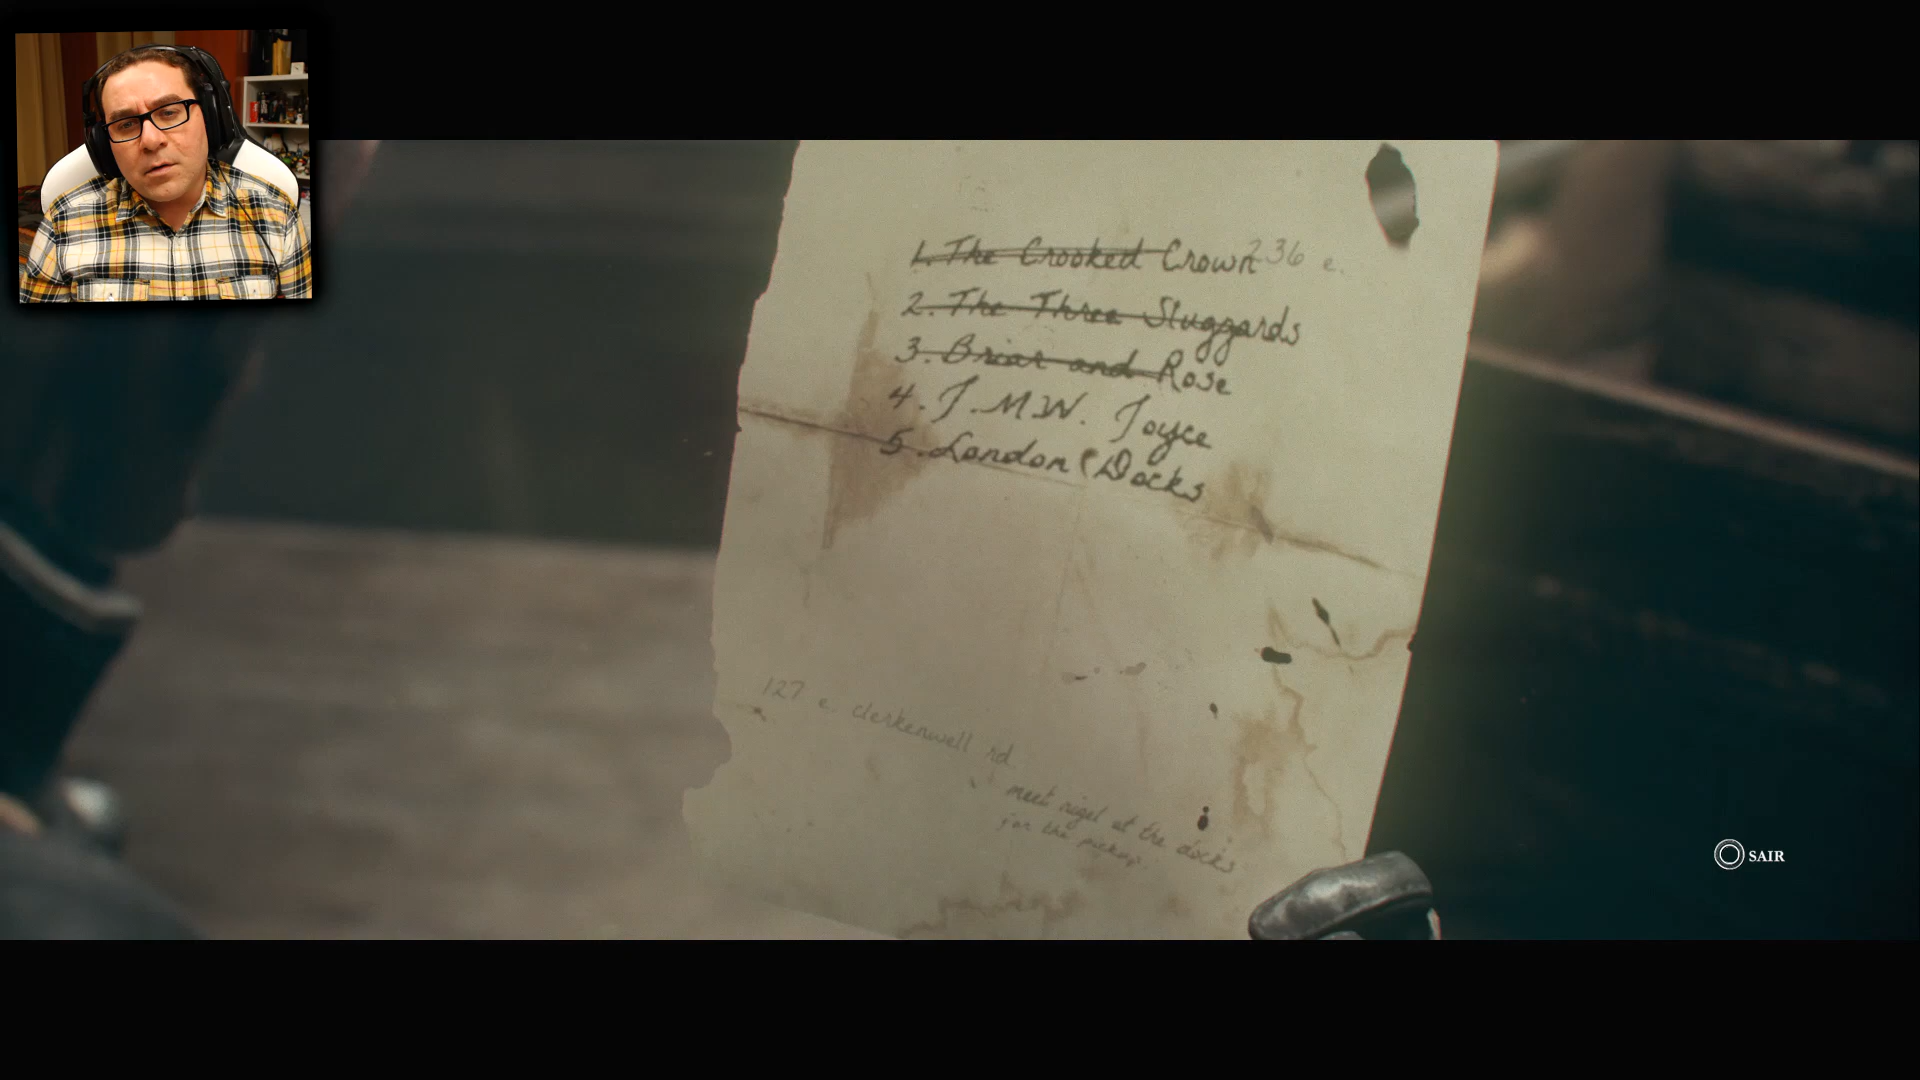 1. The Crooked Crown 236 e.
2. The Three Sluggards
3. Briar and Rose
4. J.M.W. Joyce
5. London Docks
127 e. clerkenwell rd.
meet nigel at the docks
for the pickup.
SAIR